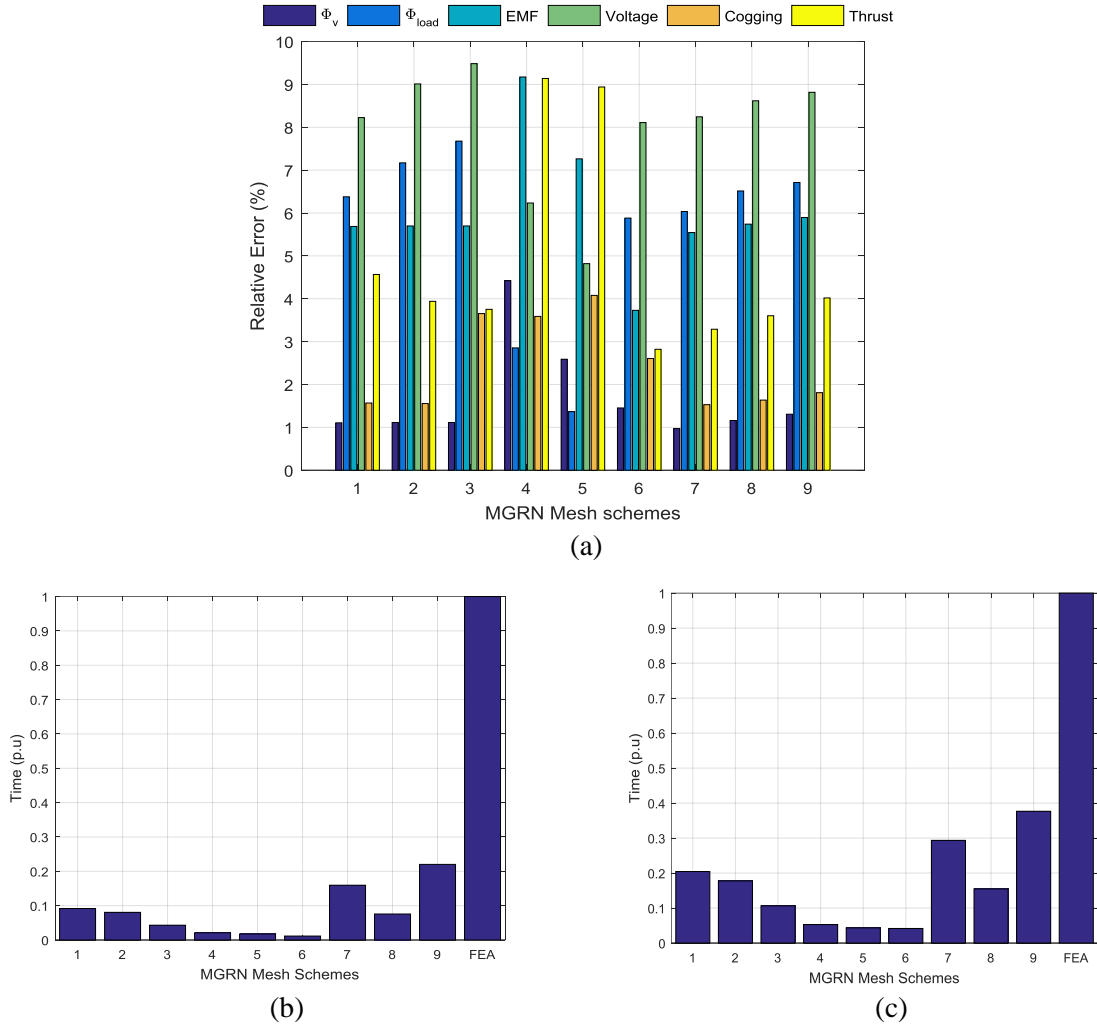 Φv Φload EMF Voltage Cogging Thrust
10
9
8
7
6
5
4
3
2
1
0
Relative Error (%)
1 2 3 4 5 6 7 8 9
MGRN Mesh schemes
(a)
1
0.9
0.8
0.7
0.6
0.5
0.4
0.3
0.2
0.1
0
Time (p.u)
1 2 3 4 5 6 7 8 9 FEA
MGRN Mesh Schemes
(b)
1
0.9
0.8
0.7
0.6
0.5
0.4
0.3
0.2
0.1
0
Time (p.u)
1 2 3 4 5 6 7 8 9 FEA
MGRN Mesh Schemes
(c)